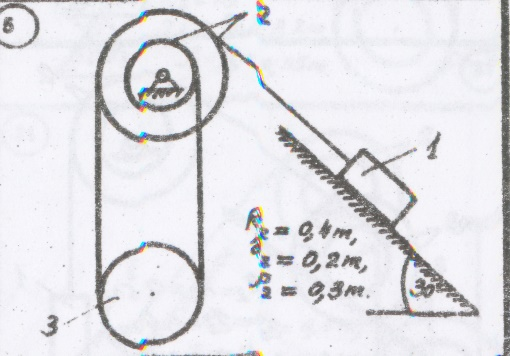 6
2
1
R₂ = 0,4m,
r₂ = 0,2m,
ρ₂ = 0,3m.
30
3